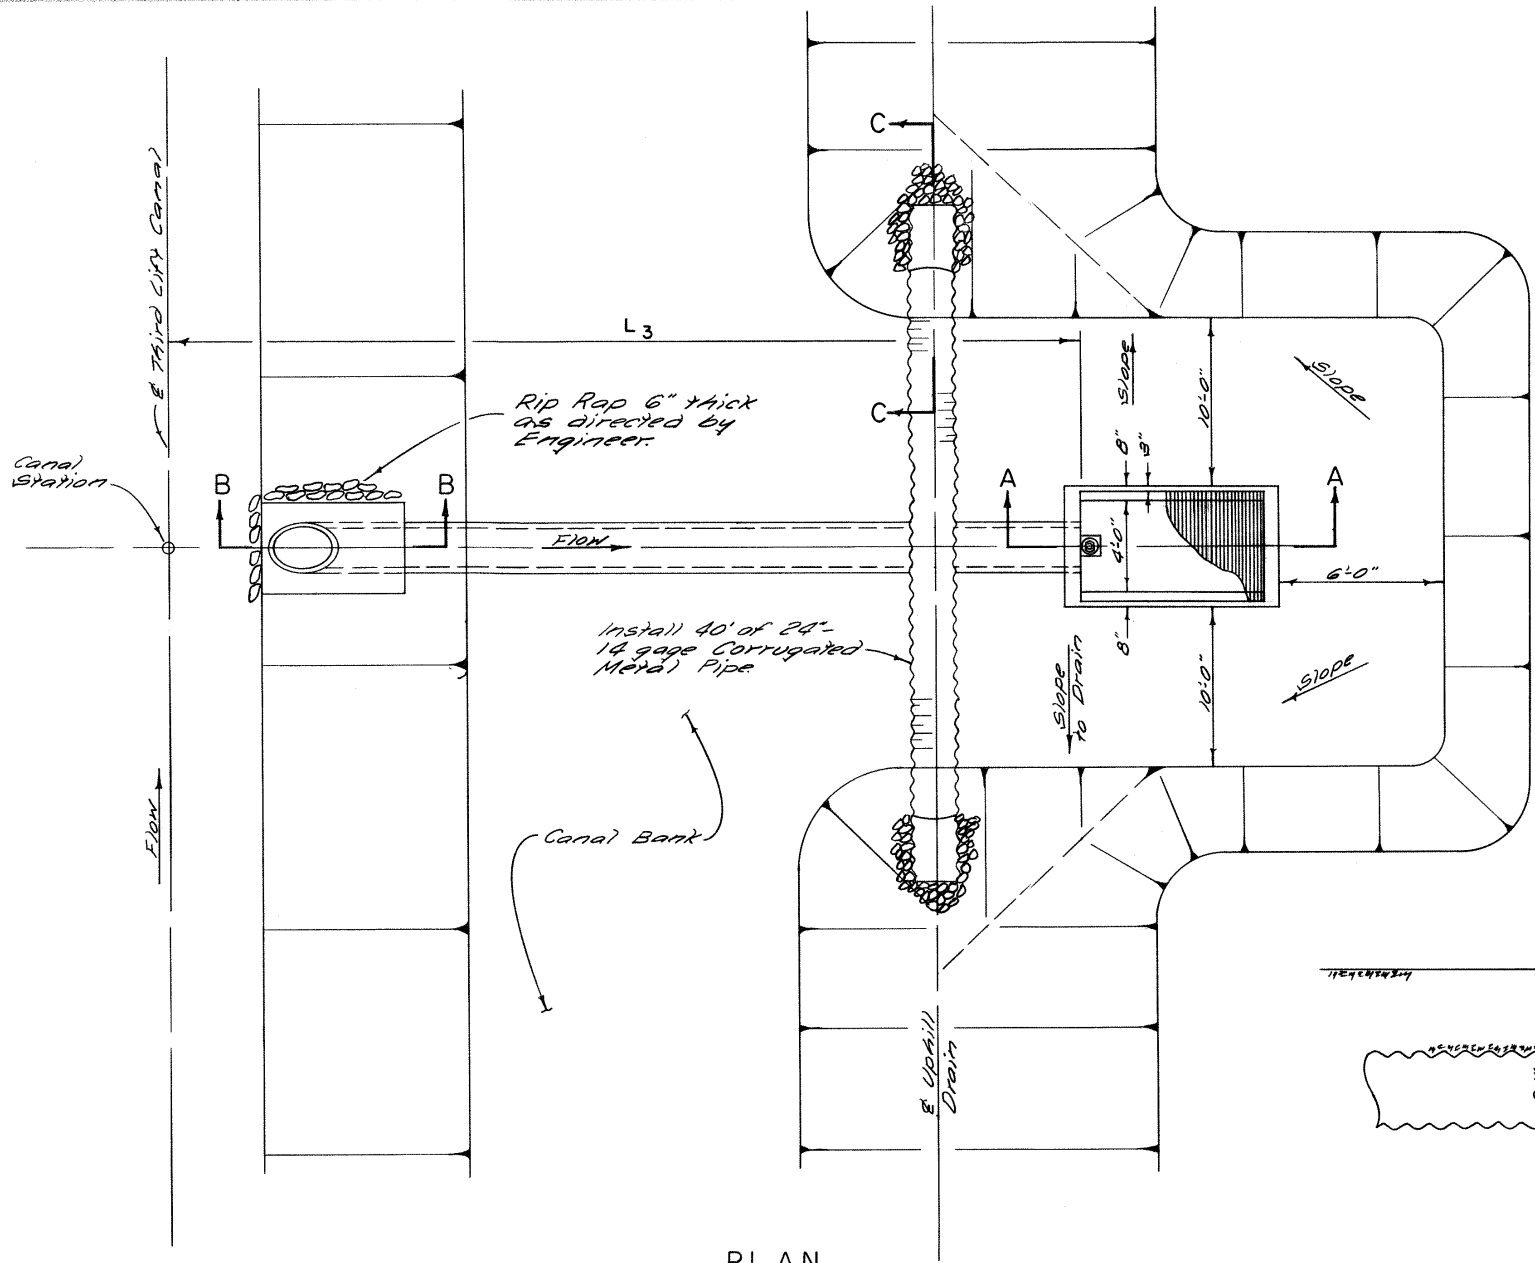 C
℄ Third Lift Canal
L3
Slope
10'-0"
Slope
Rip Rap 6" thick
as directed by
Engineer.
C
8"
3"
Canal
Station
B
B
A
A
Flow
4'-0"
6'-0"
Install 40' of 24"-
14 gage Corrugated
Metal Pipe
8"
Slope
to Drain
10'-0"
Slope
Flow
Canal Bank
℄ Uphill
Drain
PLAN